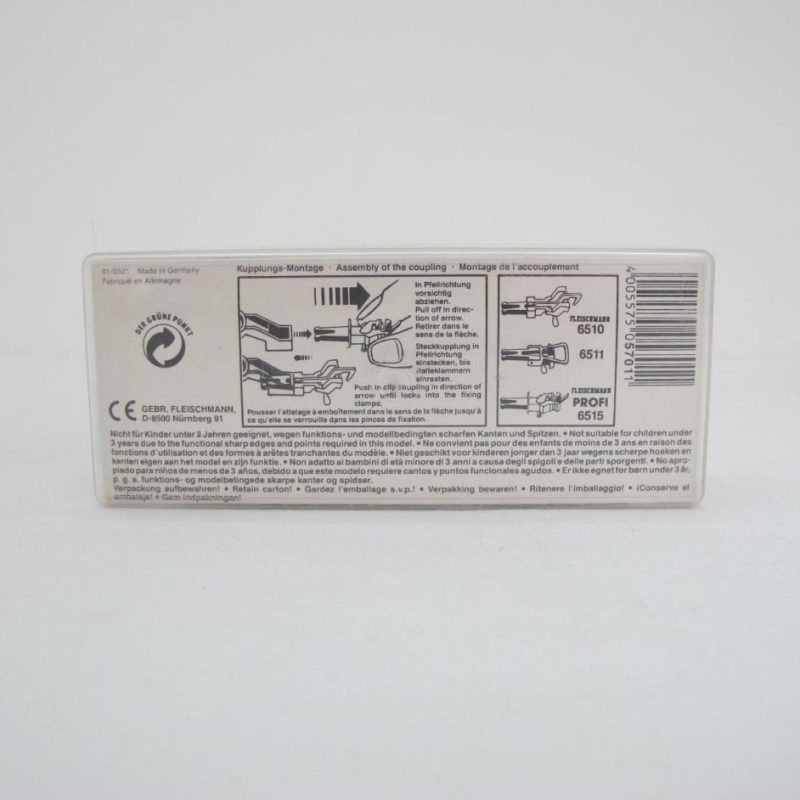 01/0521 Made in Germany
Fabriqué en Allemagne
DER GRÜNE PUNKT
CE GEBR. FLEISCHMANN,
D-8500 Nürnberg 91
Kupplungs-Montage · Assembly of the coupling · Montage de l'accouplement
In Pfeilrichtung
vorsichtig
abziehen.
Pull off in direc-
tion of arrow.
Retirer dans le
sens de la flèche.
Steckkupplung in
Pfeilrichtung
einstecken, bis
Halteklammern
einrasten.
Push in clip coupling in direction of
arrow until locks into the fixing
clamps.
Pousser l'attelage à emboîtement dans le sens de la flèche jusqu'à
ce qu'elle se verrouille dans les pinces de fixation.
FLEISCHMANN
6510
6511
FLEISCHMANN
PROFI
6515
4 005575 057011
Nicht für Kinder unter 3 Jahren geeignet, wegen funktions- und modellbedingten scharfen Kanten und Spitzen. • Not suitable for children under
3 years due to the functional sharp edges and points required in this model. • Ne convient pas pour des enfants de moins de 3 ans en raison des
fonctions d'utilisation et des formes à arêtes tranchantes du modèle. • Niet geschikt voor kinderen jonger dan 3 jaar wegens scherpe hoeken en
kanten eigen aan het model en zijn funktie. • Non adatto ai bambini di età minore di 3 anni a causa degli spigoli e delle parti sporgenti. • No apro-
piado para niños de menos de 3 años, debido a que este modelo requiere cantos y puntos funcionales agudos. • Er ikke egnet for børn under 3 år,
p. g. a. funktions- og modelbetingede skarpe kanter og spidser.
Verpackung aufbewahren! • Retain carton! • Gardez l'emballage s.v.p.! • Verpakking bewaren! • Ritenere l'imballaggio! • ¡Conserve el
embalaje! • Gem indpakningen!